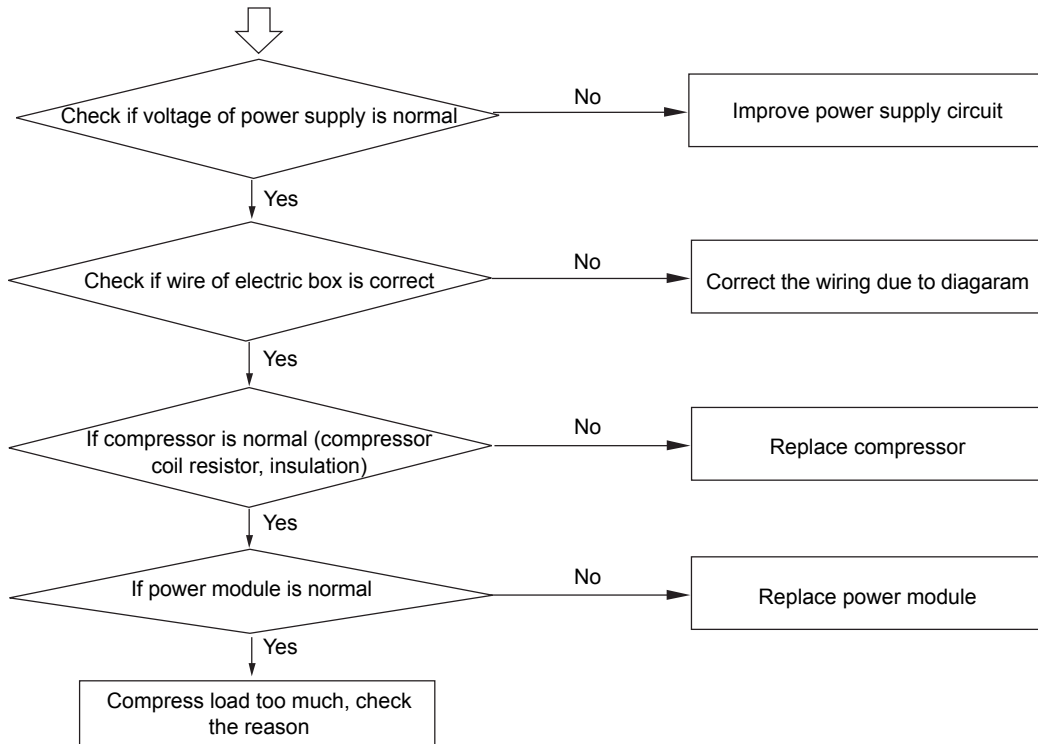 Check if voltage of power supply is normal
No
Improve power supply circuit
Yes
Check if wire of electric box is correct
No
Correct the wiring due to diagaram
Yes
If compressor is normal (compressor
coil resistor, insulation)
No
Replace compressor
Yes
If power module is normal
No
Replace power module
Yes
Compress load too much, check
the reason